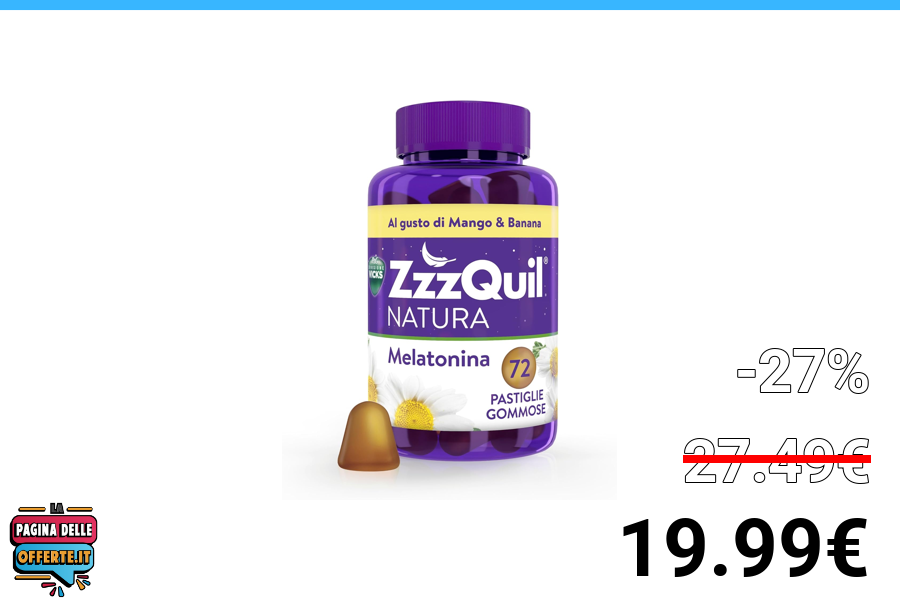 Al gusto di Mango & Banana
VICKS
ZzzQuil®
NATURA
Melatonina
72
PASTIGLIE
GOMMOSE
-27%
27.49€
19.99€
LA
PAGINA DELLE
OFFERTE.IT